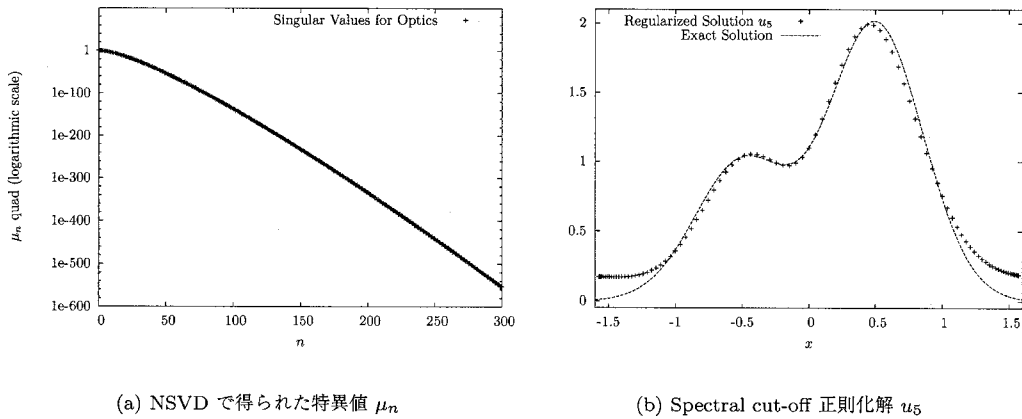 Singular Values for Optics +
1
1e-100
1e-200
1e-300
1e-400
1e-500
1e-600
μn quad (logarithmic scale)
0 50 100 150 200 250 300
n
(a) NSVD で得られた特異値 μn
Regularized Solution u5 +
Exact Solution
2
1.5
1
0.5
0
-1.5 -1 -0.5 0 0.5 1 1.5
x
(b) Spectral cut-off 正則化解 u5